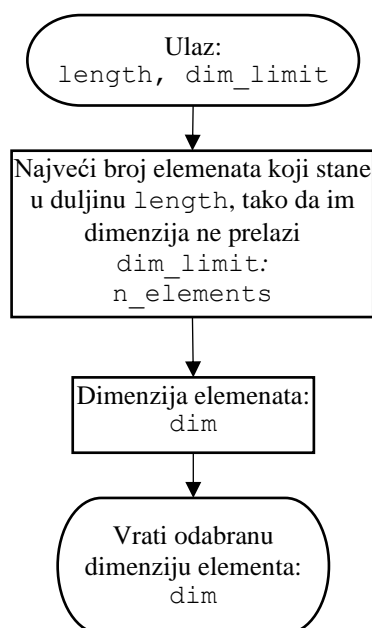 Ulaz:
length, dim_limit
Najveći broj elemenata koji stane
u duljinu length, tako da im
dimenzija ne prelazi
dim_limit:
n_elements
Dimenzija elemenata:
dim
Vrati odabranu
dimenziju elementa:
dim